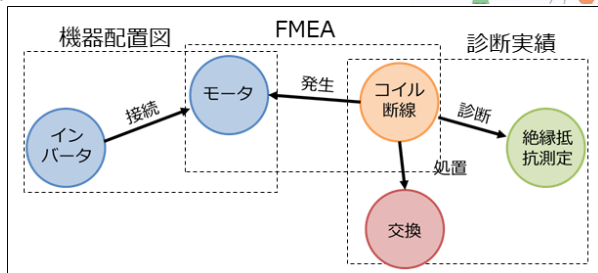 機器配置図
FMEA
診断実績
モータ
発生
コイル
断線
接続
診断
イン
バータ
絶縁抵
抗測定
処置
交換